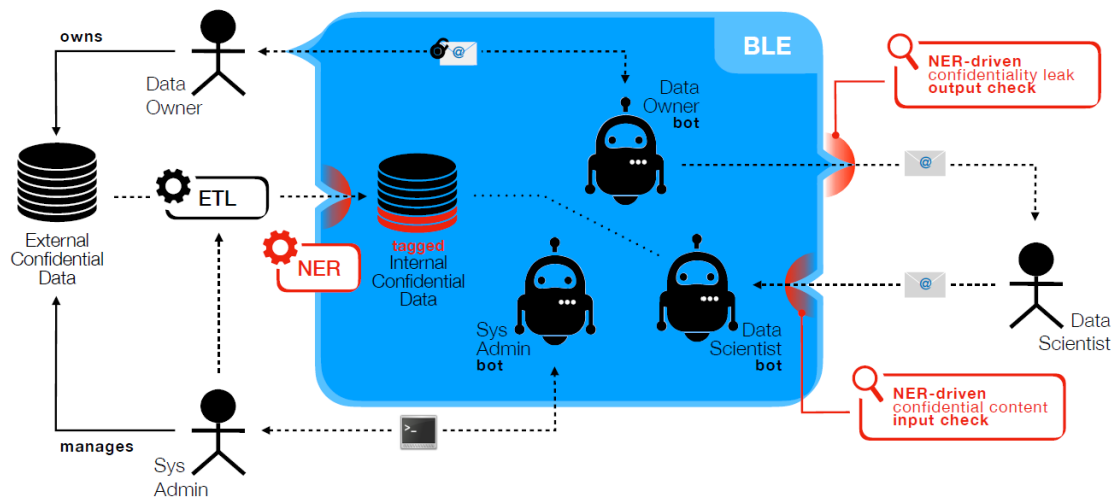 owns
Data
Owner
@
BLE
NER-driven
confidentiality leak
output check
Data
Owner
bot
@
ETL
External
Confidential
Data
NER
tagged
Internal
Confidential
Data
@
Sys
Admin
bot
Data
Scientist
bot
Data
Scientist
NER-driven
confidential content
input check
>_
manages
Sys
Admin